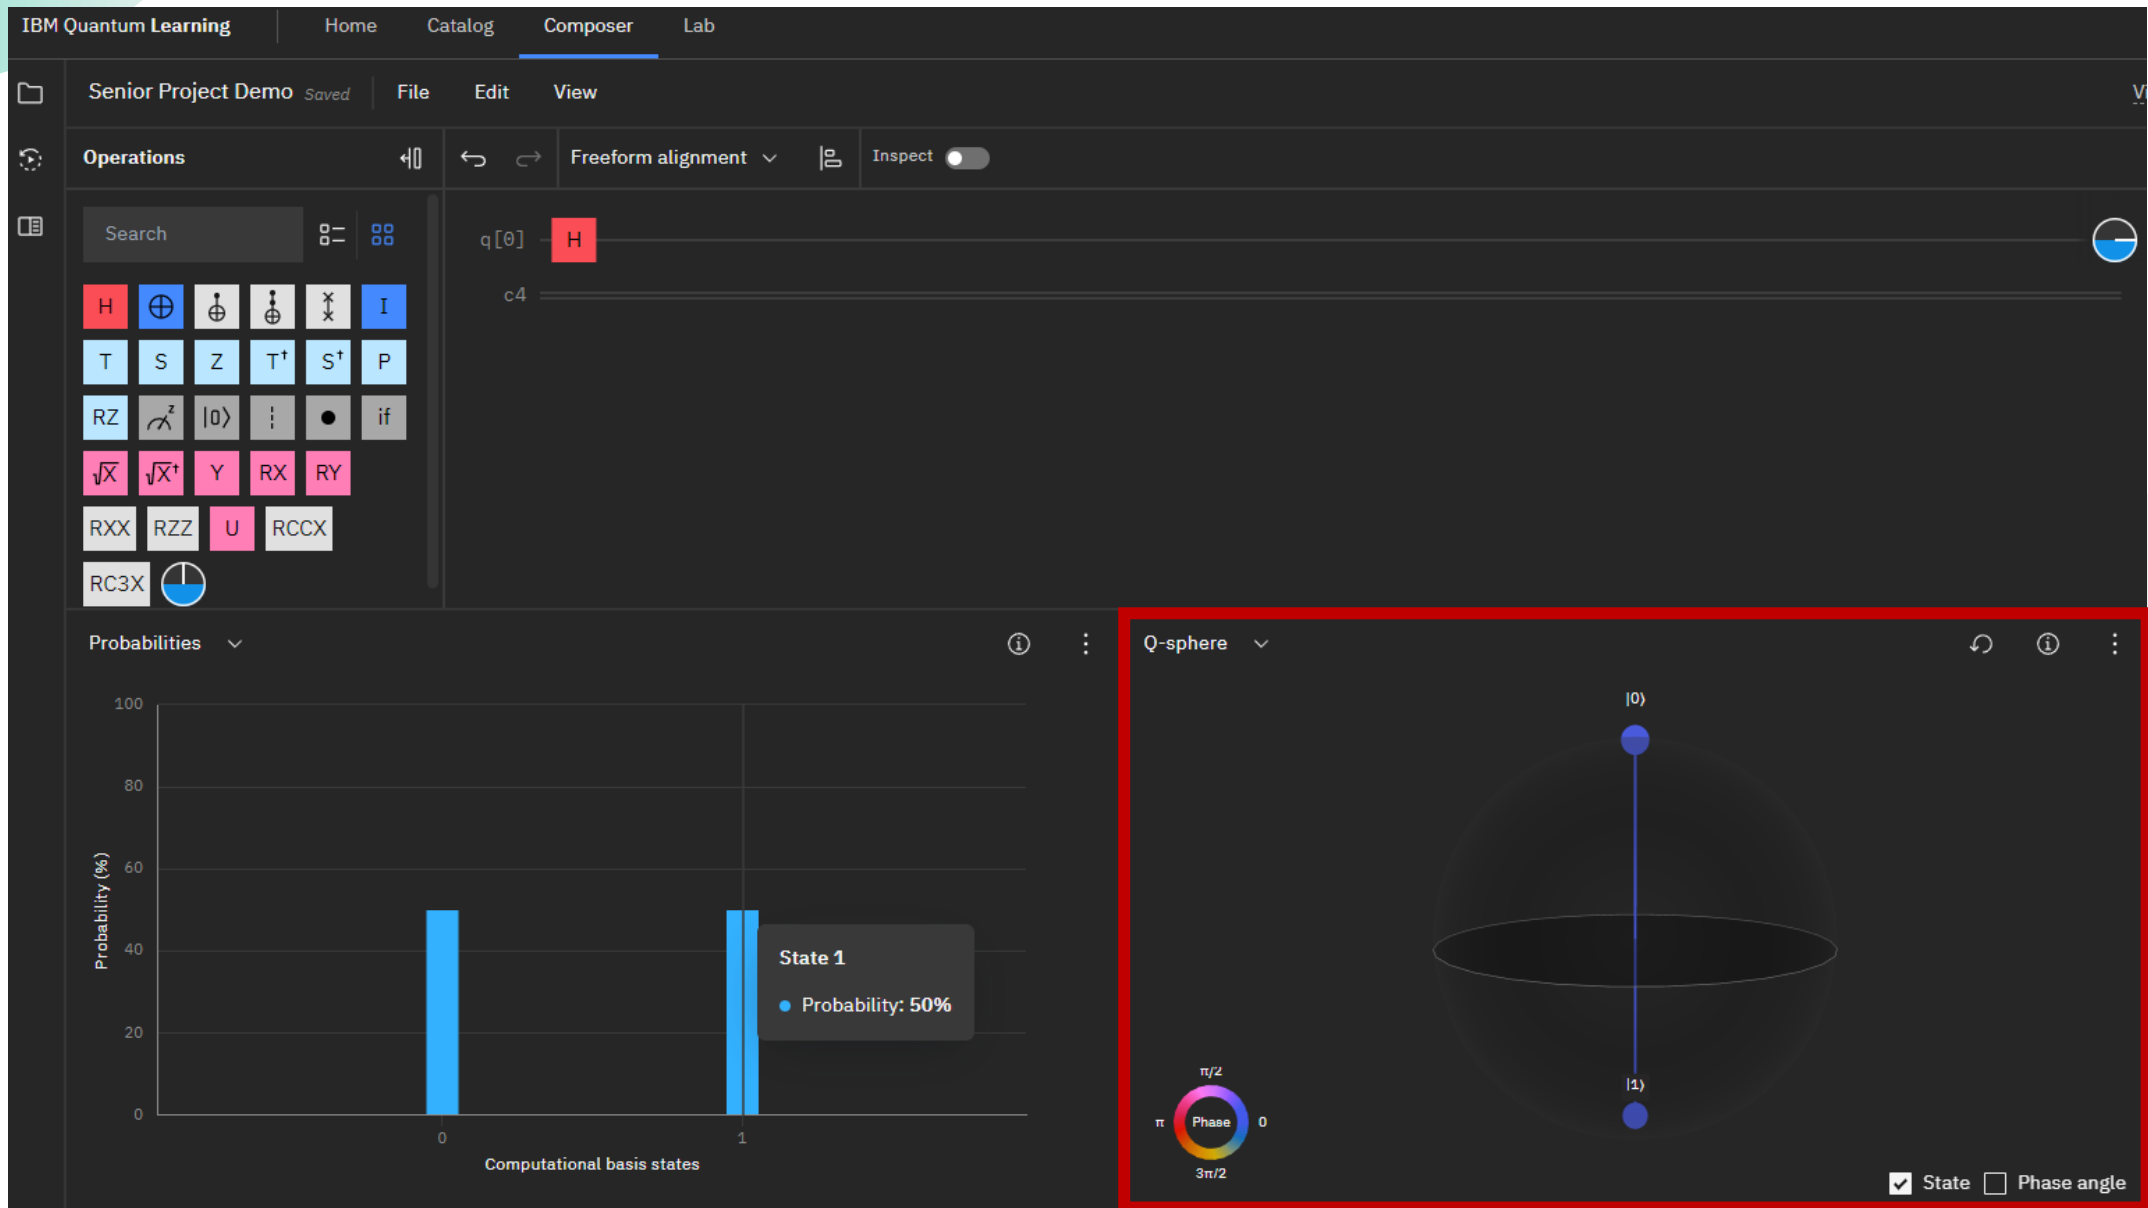 IBM Quantum Learning Home Catalog Composer Lab
Senior Project Demo Saved File Edit View
Operations Freeform alignment Inspect
Search
H I
T S Z T† S† P
RZ z |0⟩ if
√X √X† Y RX RY
RXX RZZ U RCCX
RC3X
q[0] H
c4
Probabilities
100
80
60
40
20
0
Probability (%)
State 1
Probability: 50%
0 1
Computational basis states
Q-sphere
|0⟩
|1⟩
π/2
π Phase 0
3π/2
State Phase angle